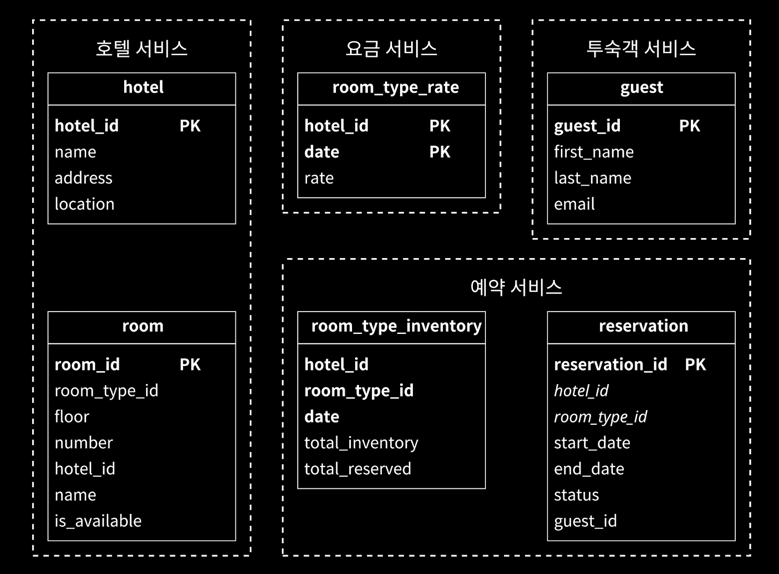 호텔 서비스
hotel
hotel_id PK
name
address
location
room
room_id PK
room_type_id
floor
number
hotel_id
name
is_available
요금 서비스
room_type_rate
hotel_id PK
date PK
rate
투숙객 서비스
guest
guest_id PK
first_name
last_name
email
예약 서비스
room_type_inventory
hotel_id
room_type_id
date
total_inventory
total_reserved
reservation
reservation_id PK
hotel_id
room_type_id
start_date
end_date
status
guest_id